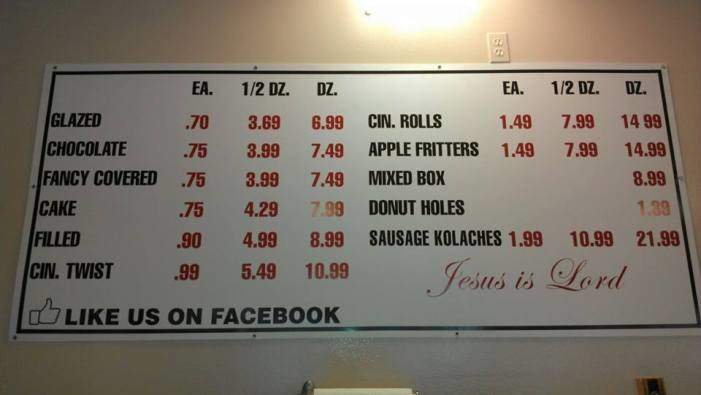 EA. 1/2 DZ. DZ.
GLAZED .70 3.69 6.99
CHOCOLATE .75 3.99 7.49
FANCY COVERED .75 3.99 7.49
CAKE .75 4.29 7.99
FILLED .90 4.99 8.99
CIN. TWIST .99 5.49 10.99
EA. 1/2 DZ. DZ.
CIN. ROLLS 1.49 7.99 14 99
APPLE FRITTERS 1.49 7.99 14.99
MIXED BOX 8.99
DONUT HOLES 1.39
SAUSAGE KOLACHES 1.99 10.99 21.99
Jesus is Lord
LIKE US ON FACEBOOK